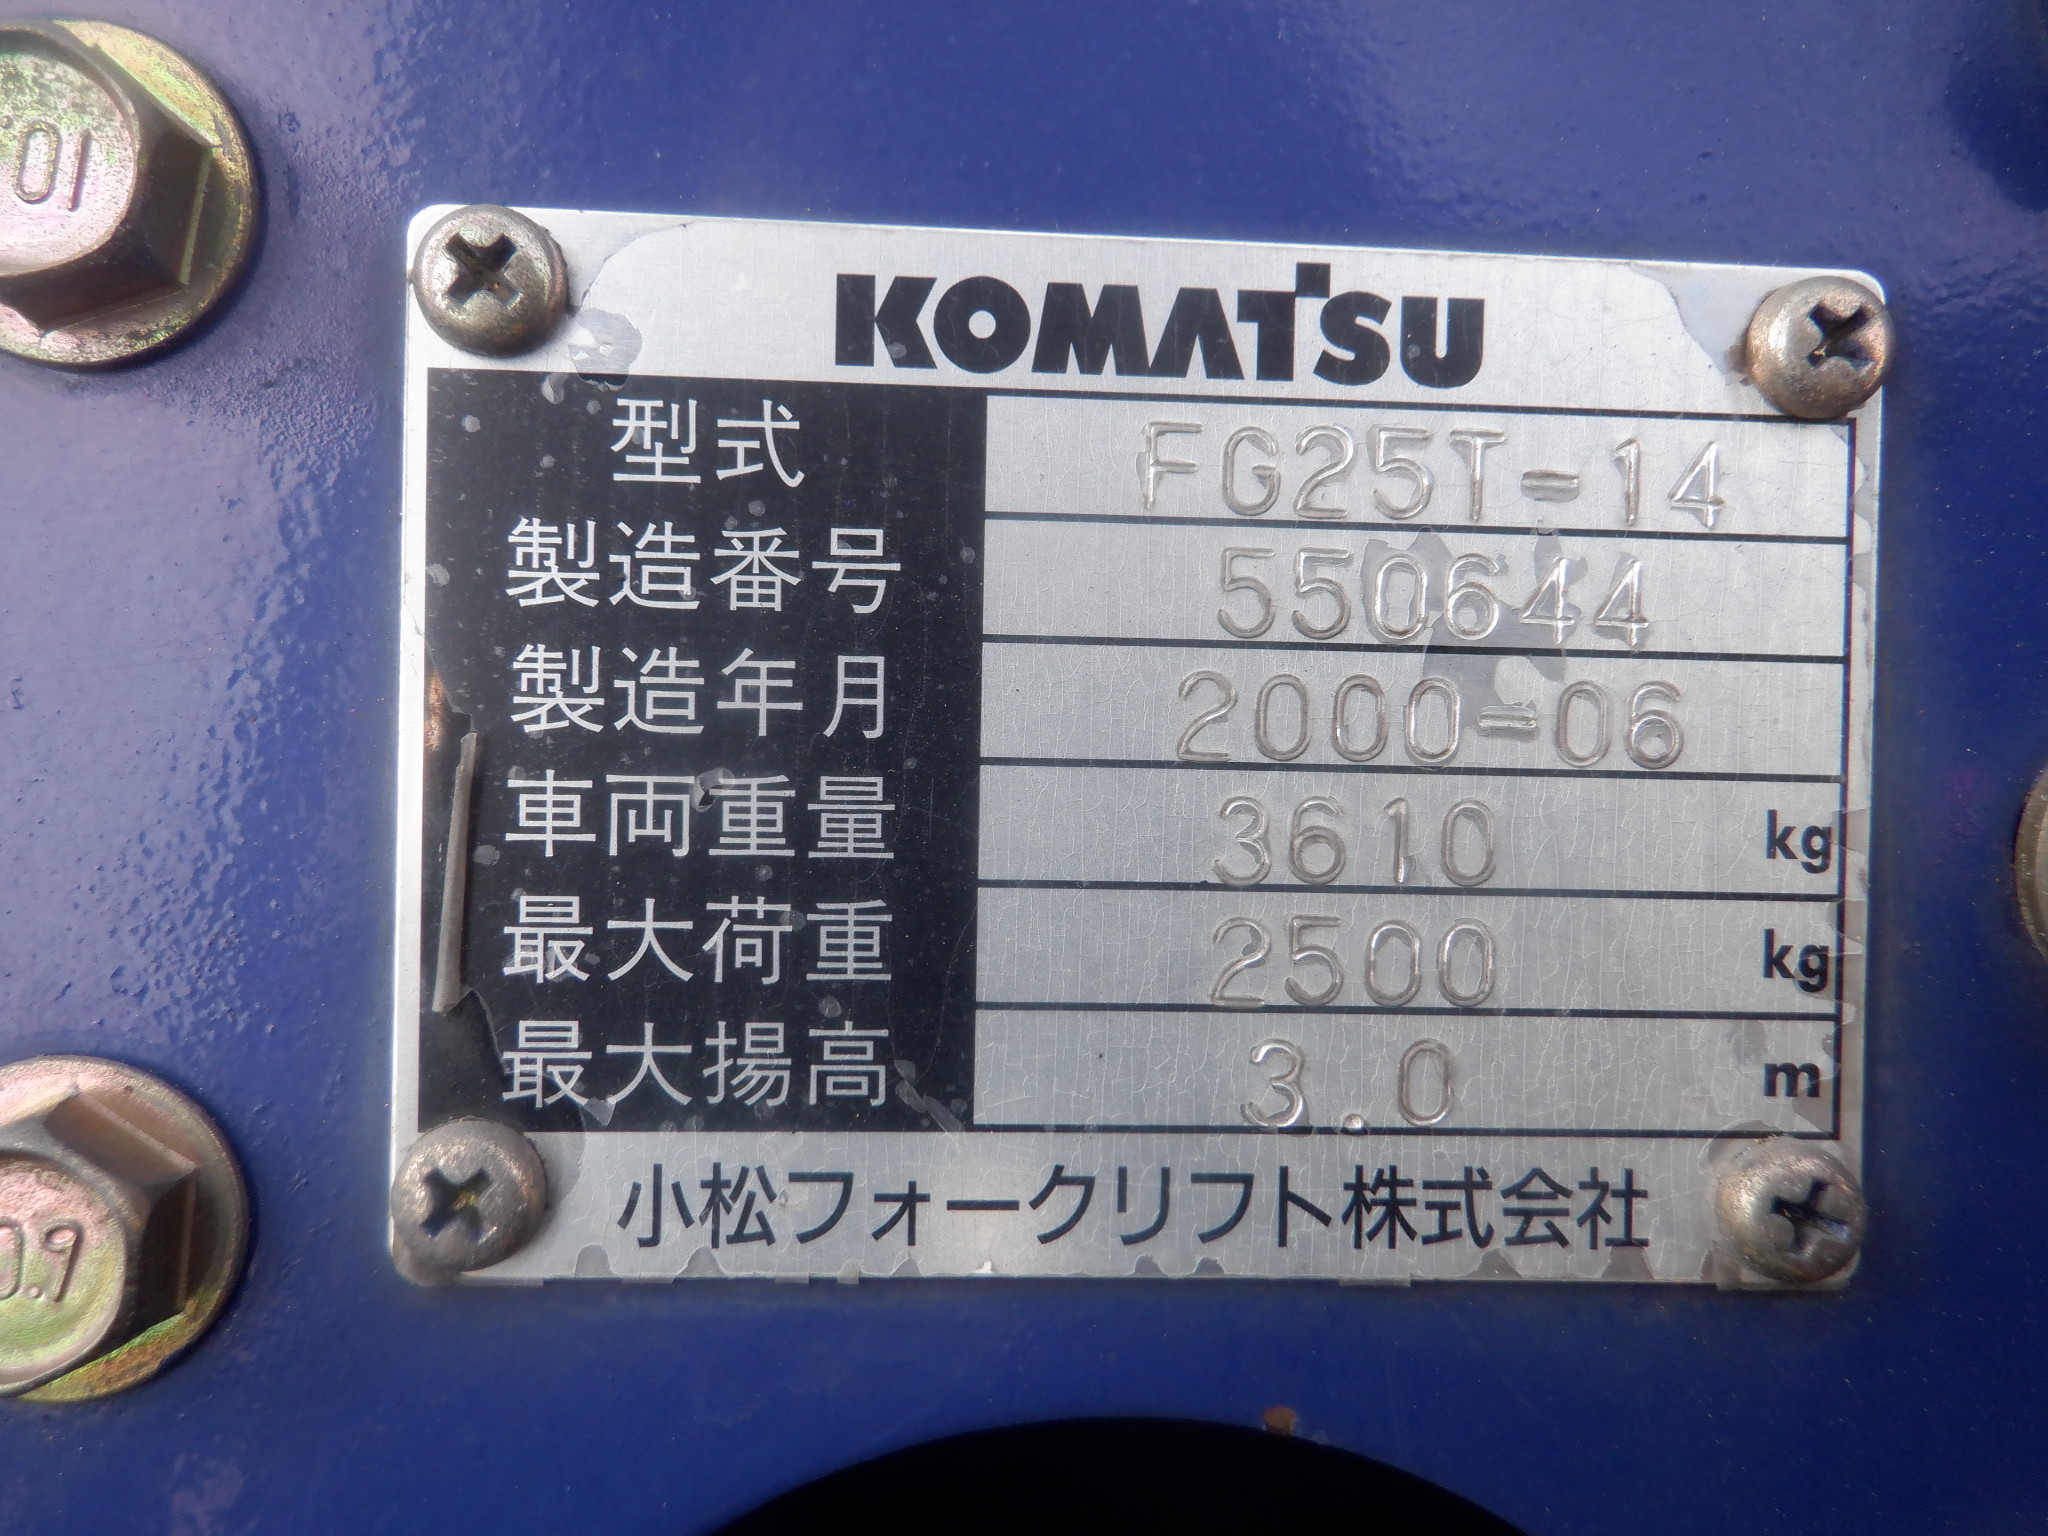 KOMATSU
型式 FG25T-14
製造番号 550644
製造年月 2000-06
車両重量 3610 kg
最大荷重 2500 kg
最大揚高 3.0 m
小松フォークリフト株式会社